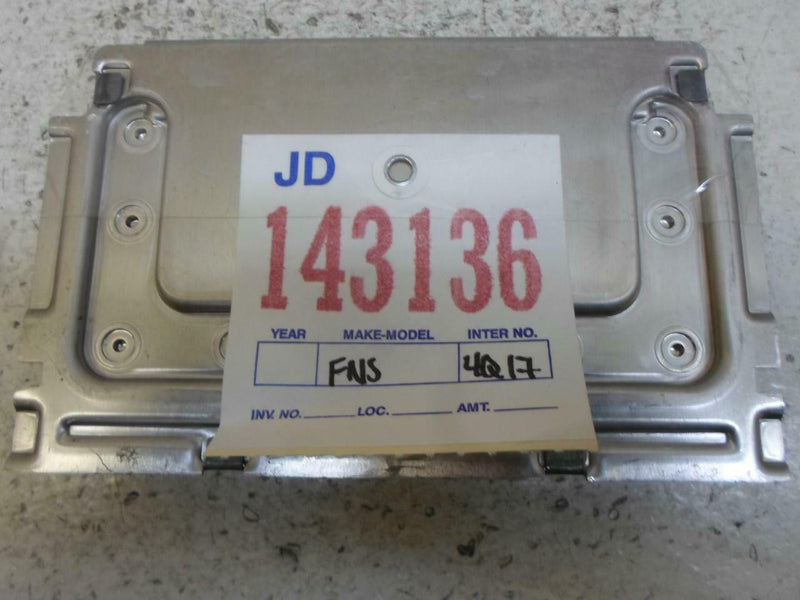 JD
143136
YEAR MAKE-MODEL INTER NO.
FNS 4Q17
INV. NO. LOC. AMT.